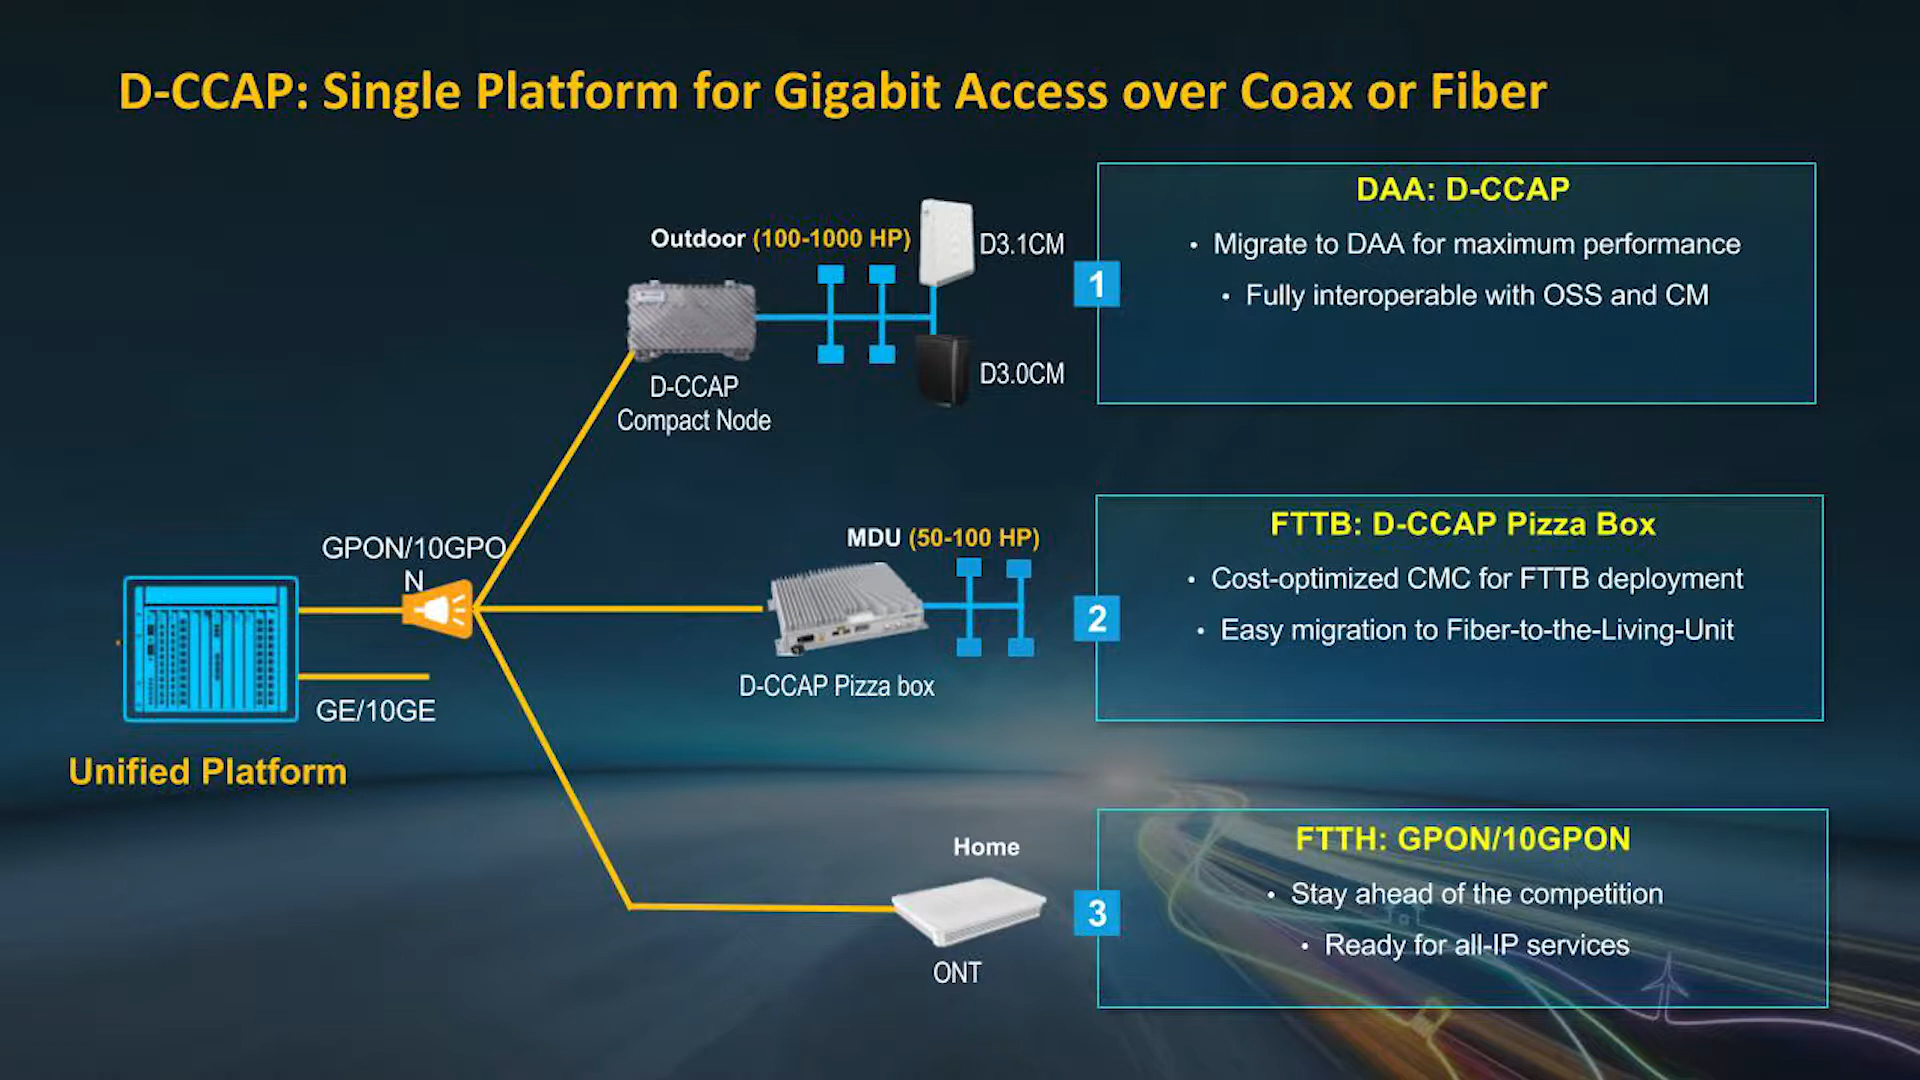 D-CCAP: Single Platform for Gigabit Access over Coax or Fiber
Outdoor (100-1000 HP)
D3.1CM
D3.0CM
D-CCAP
Compact Node
1
DAA: D-CCAP
• Migrate to DAA for maximum performance
• Fully interoperable with OSS and CM
GPON/10GPO
N
GE/10GE
Unified Platform
MDU (50-100 HP)
D-CCAP Pizza box
2
FTTB: D-CCAP Pizza Box
• Cost-optimized CMC for FTTB deployment
• Easy migration to Fiber-to-the-Living-Unit
Home
ONT
3
FTTH: GPON/10GPON
• Stay ahead of the competition
• Ready for all-IP services